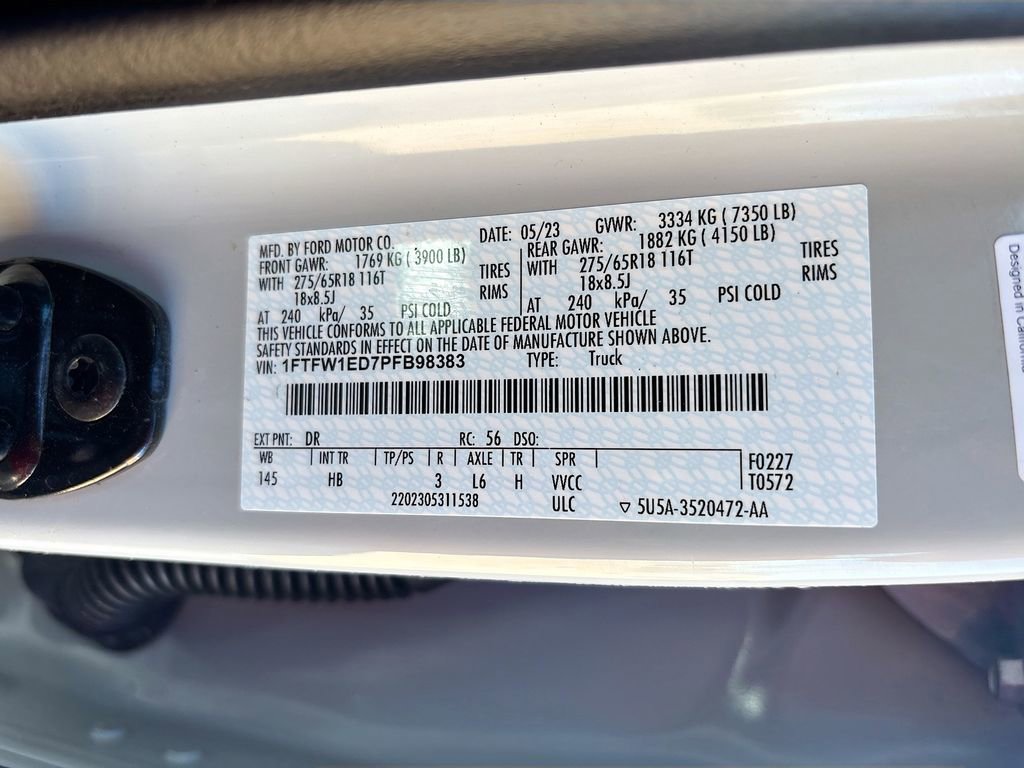 MFD. BY FORD MOTOR CO.
DATE: 05/23 GVWR: 3334 KG ( 7350 LB)
FRONT GAWR: 1769 KG ( 3900 LB)
WITH 275/65R18 116T TIRES
18x8.5J RIMS
AT 240 kPa/ 35 PSI COLD
REAR GAWR: 1882 KG ( 4150 LB)
WITH 275/65R18 116T TIRES
18x8.5J RIMS
AT 240 kPa/ 35 PSI COLD
THIS VEHICLE CONFORMS TO ALL APPLICABLE FEDERAL MOTOR VEHICLE
SAFETY STANDARDS IN EFFECT ON THE DATE OF MANUFACTURE SHOWN ABOVE.
VIN: 1FTFW1ED7PFB98383 TYPE: Truck
EXT PNT: DR RC: 56 DSO:
WB INT TR TP/PS R AXLE TR SPR
145 HB 3 L6 H VVCC
F0227
T0572
2202305311538 ULC ▽ 5U5A-3520472-AA
Designed in California